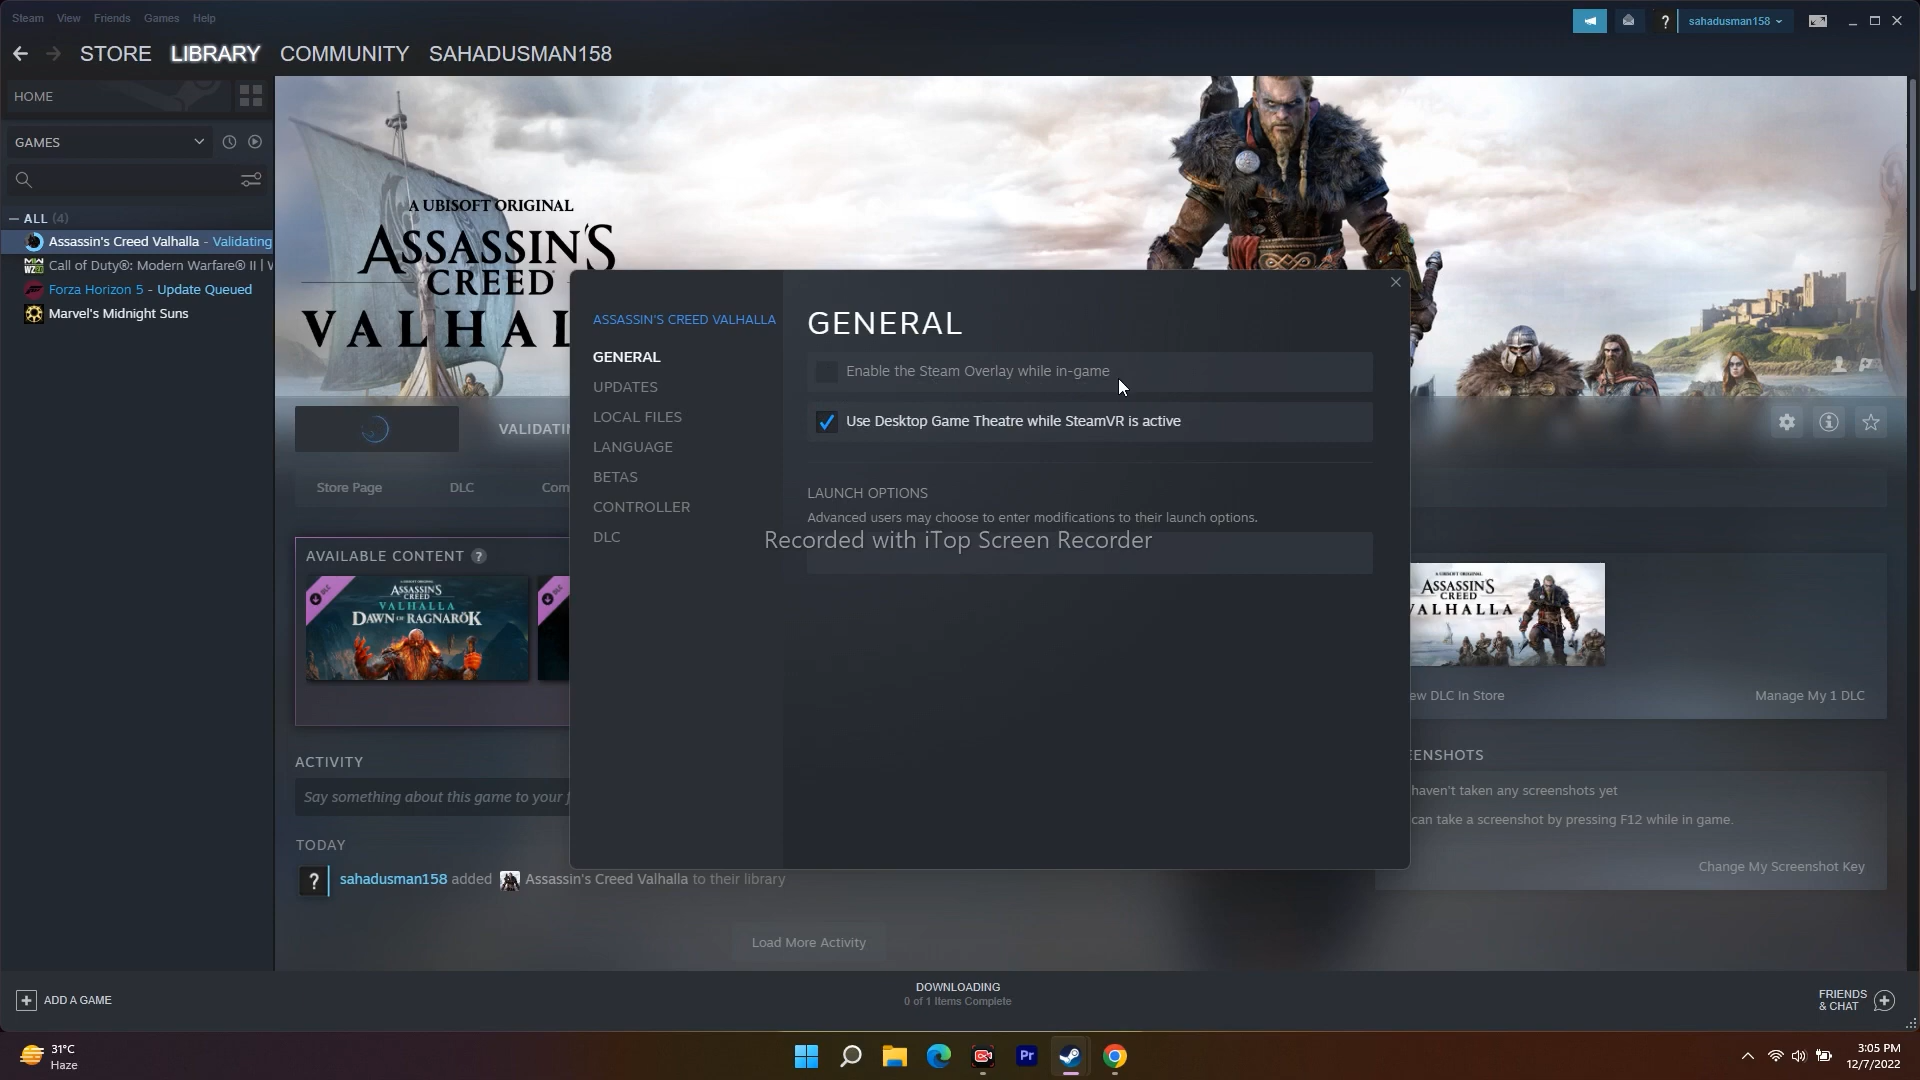 Steam View Friends Games Help
sahadusman158
STORE LIBRARY COMMUNITY SAHADUSMAN158
HOME
GAMES
ALL (4)
Assassin's Creed Valhalla - Validating
Call of Duty®: Modern Warfare® II |
Forza Horizon 5 - Update Queued
Marvel's Midnight Suns
A UBISOFT ORIGINAL
ASSASSIN'S
CREED
VALHAL
VALIDATIN
Store Page DLC Com
AVAILABLE CONTENT ?
DLC
ASSASSIN'S
CREED
VALHALLA
DAWN OF RAGNARÖK
DLC
ACTIVITY
Say something about this game to your f
TODAY
sahadusman158 added Assassin's Creed Valhalla to their library
Load More Activity
ASSASSIN'S CREED VALHALLA
GENERAL
UPDATES
LOCAL FILES
LANGUAGE
BETAS
CONTROLLER
DLC
GENERAL
Enable the Steam Overlay while in-game
Use Desktop Game Theatre while SteamVR is active
LAUNCH OPTIONS
Advanced users may choose to enter modifications to their launch options.
Recorded with iTop Screen Recorder
ASSASSIN'S
CREED
VALHALLA
ew DLC In Store Manage My 1 DLC
EENSHOTS
haven't taken any screenshots yet
can take a screenshot by pressing F12 while in game.
Change My Screenshot Key
ADD A GAME
DOWNLOADING
0 of 1 Items Complete
FRIENDS
& CHAT
31°C
Haze
Pr
3:05 PM
12/7/2022